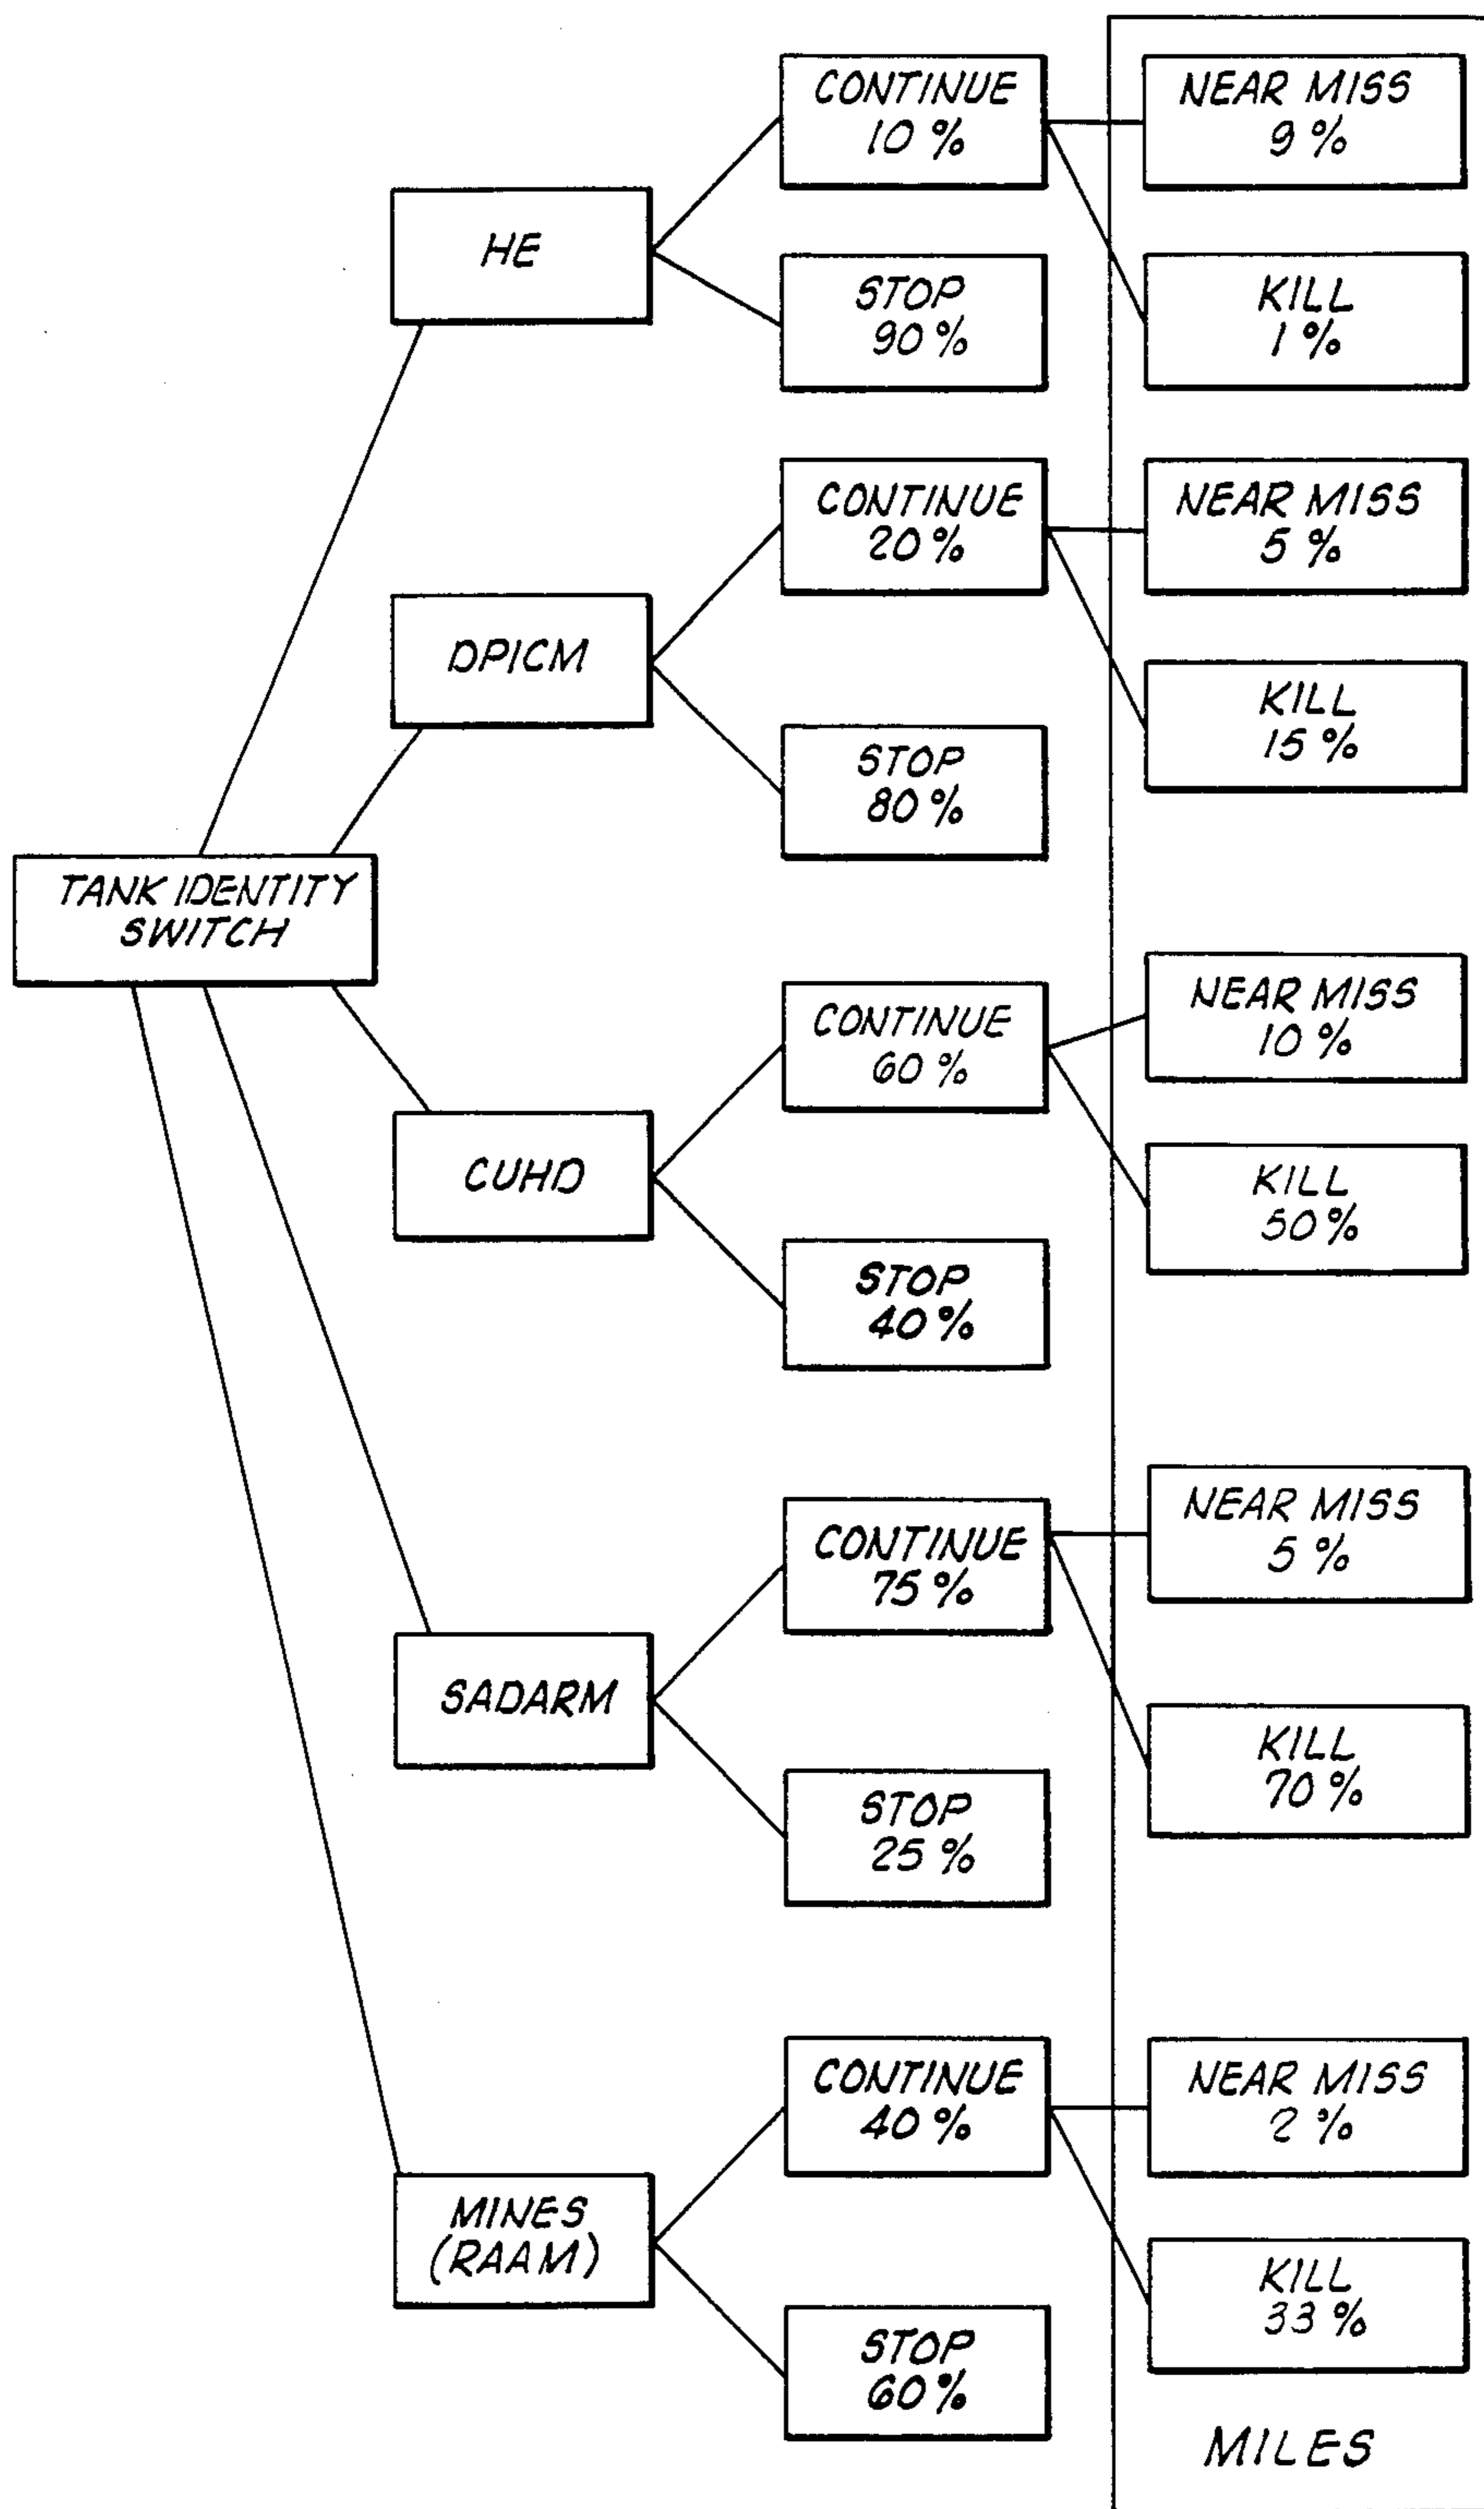 CONTINUE
10%
NEAR MISS
9%
HE
STOP
90%
KILL
1%
CONTINUE
20%
NEAR MISS
5%
DPICM
STOP
80%
KILL
15%
TANK IDENTITY
SWITCH
CONTINUE
60%
NEAR MISS
10%
CUHD
STOP
40%
KILL
50%
CONTINUE
75%
NEAR MISS
5%
SADARM
STOP
25%
KILL
70%
CONTINUE
40%
NEAR MISS
2%
MINES
(RAAM)
STOP
60%
KILL
33%
MILES